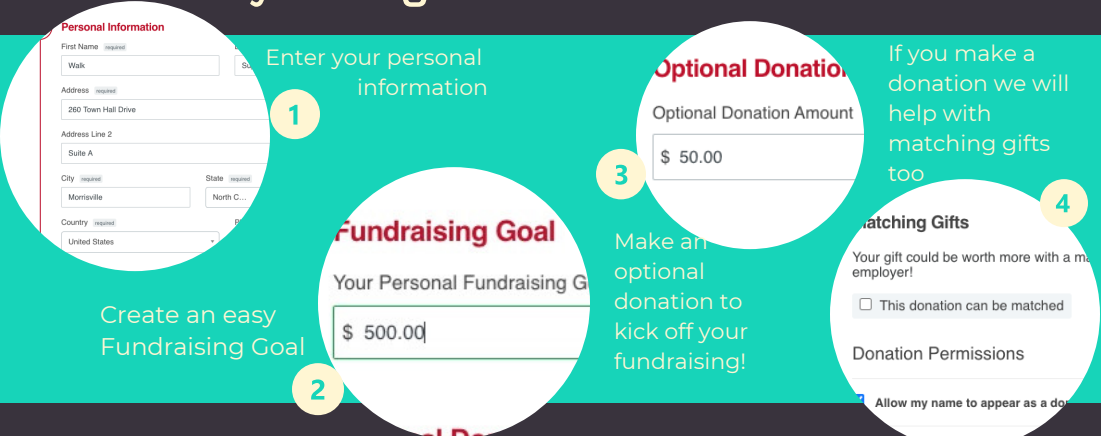 Personal Information
First Name required
Walk
Address required
260 Town Hall Drive
Address Line 2
Suite A
City required State required
Morrisville North C...
Country required
United States
Enter your personal
information
1
Create an easy
Fundraising Goal
2
Fundraising Goal
Your Personal Fundraising
$ 500.00
3
Optional Donation
Optional Donation Amount
$ 50.00
Make an
optional
donation to
kick off your
fundraising!
If you make a
donation we will
help with
matching gifts
too
4
Matching Gifts
Your gift could be worth more with a
employer!
This donation can be matched
Donation Permissions
Allow my name to appear as a